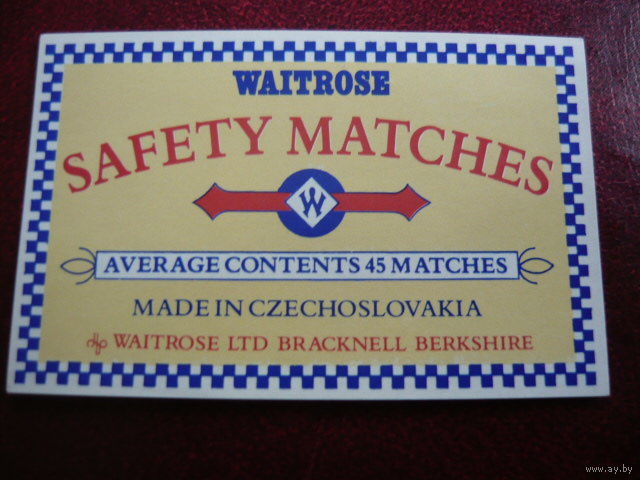 WAITROSE
SAFETY MATCHES
W
AVERAGE CONTENTS 45 MATCHES
MADE IN CZECHOSLOVAKIA
WAITROSE LTD BRACKNELL BERKSHIRE
www.ay.by